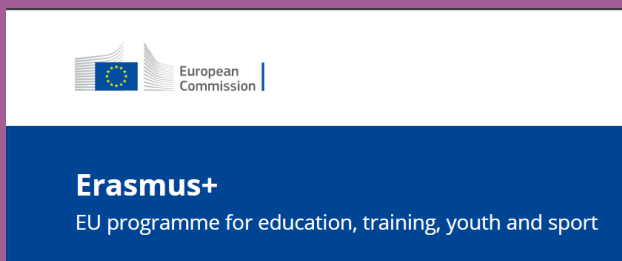 European
Commission
Erasmus+
EU programme for education, training, youth and sport